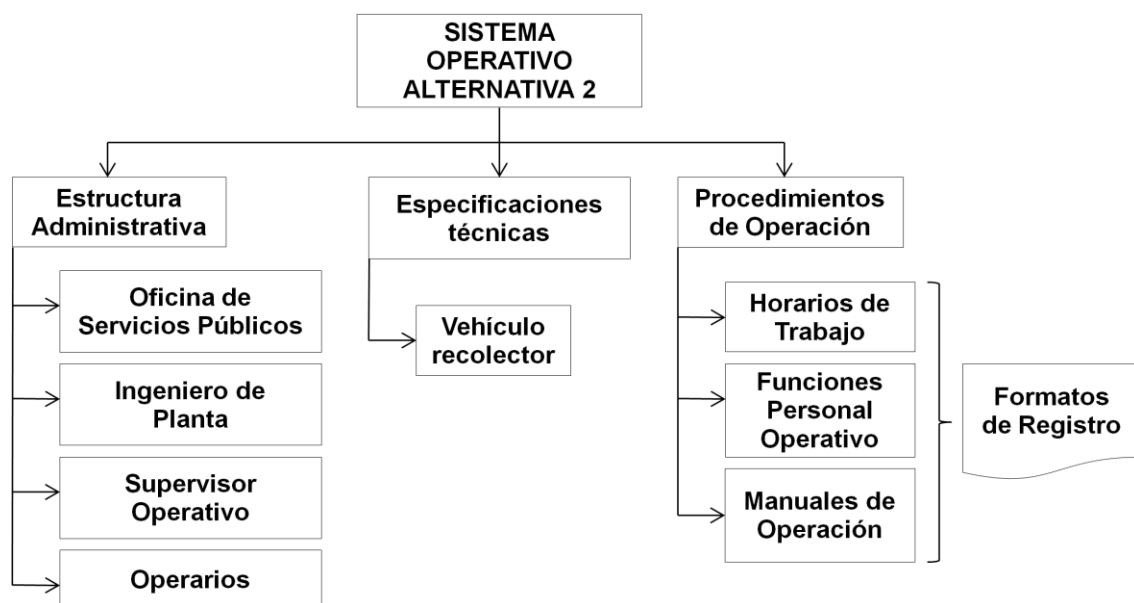 SISTEMA
OPERATIVO
ALTERNATIVA 2
Estructura
Administrativa
Oficina de
Servicios Públicos
Ingeniero de
Planta
Supervisor
Operativo
Operarios
Especificaciones
técnicas
Vehículo
recolector
Procedimientos
de Operación
Horarios de
Trabajo
Funciones
Personal
Operativo
Manuales de
Operación
Formatos
de Registro